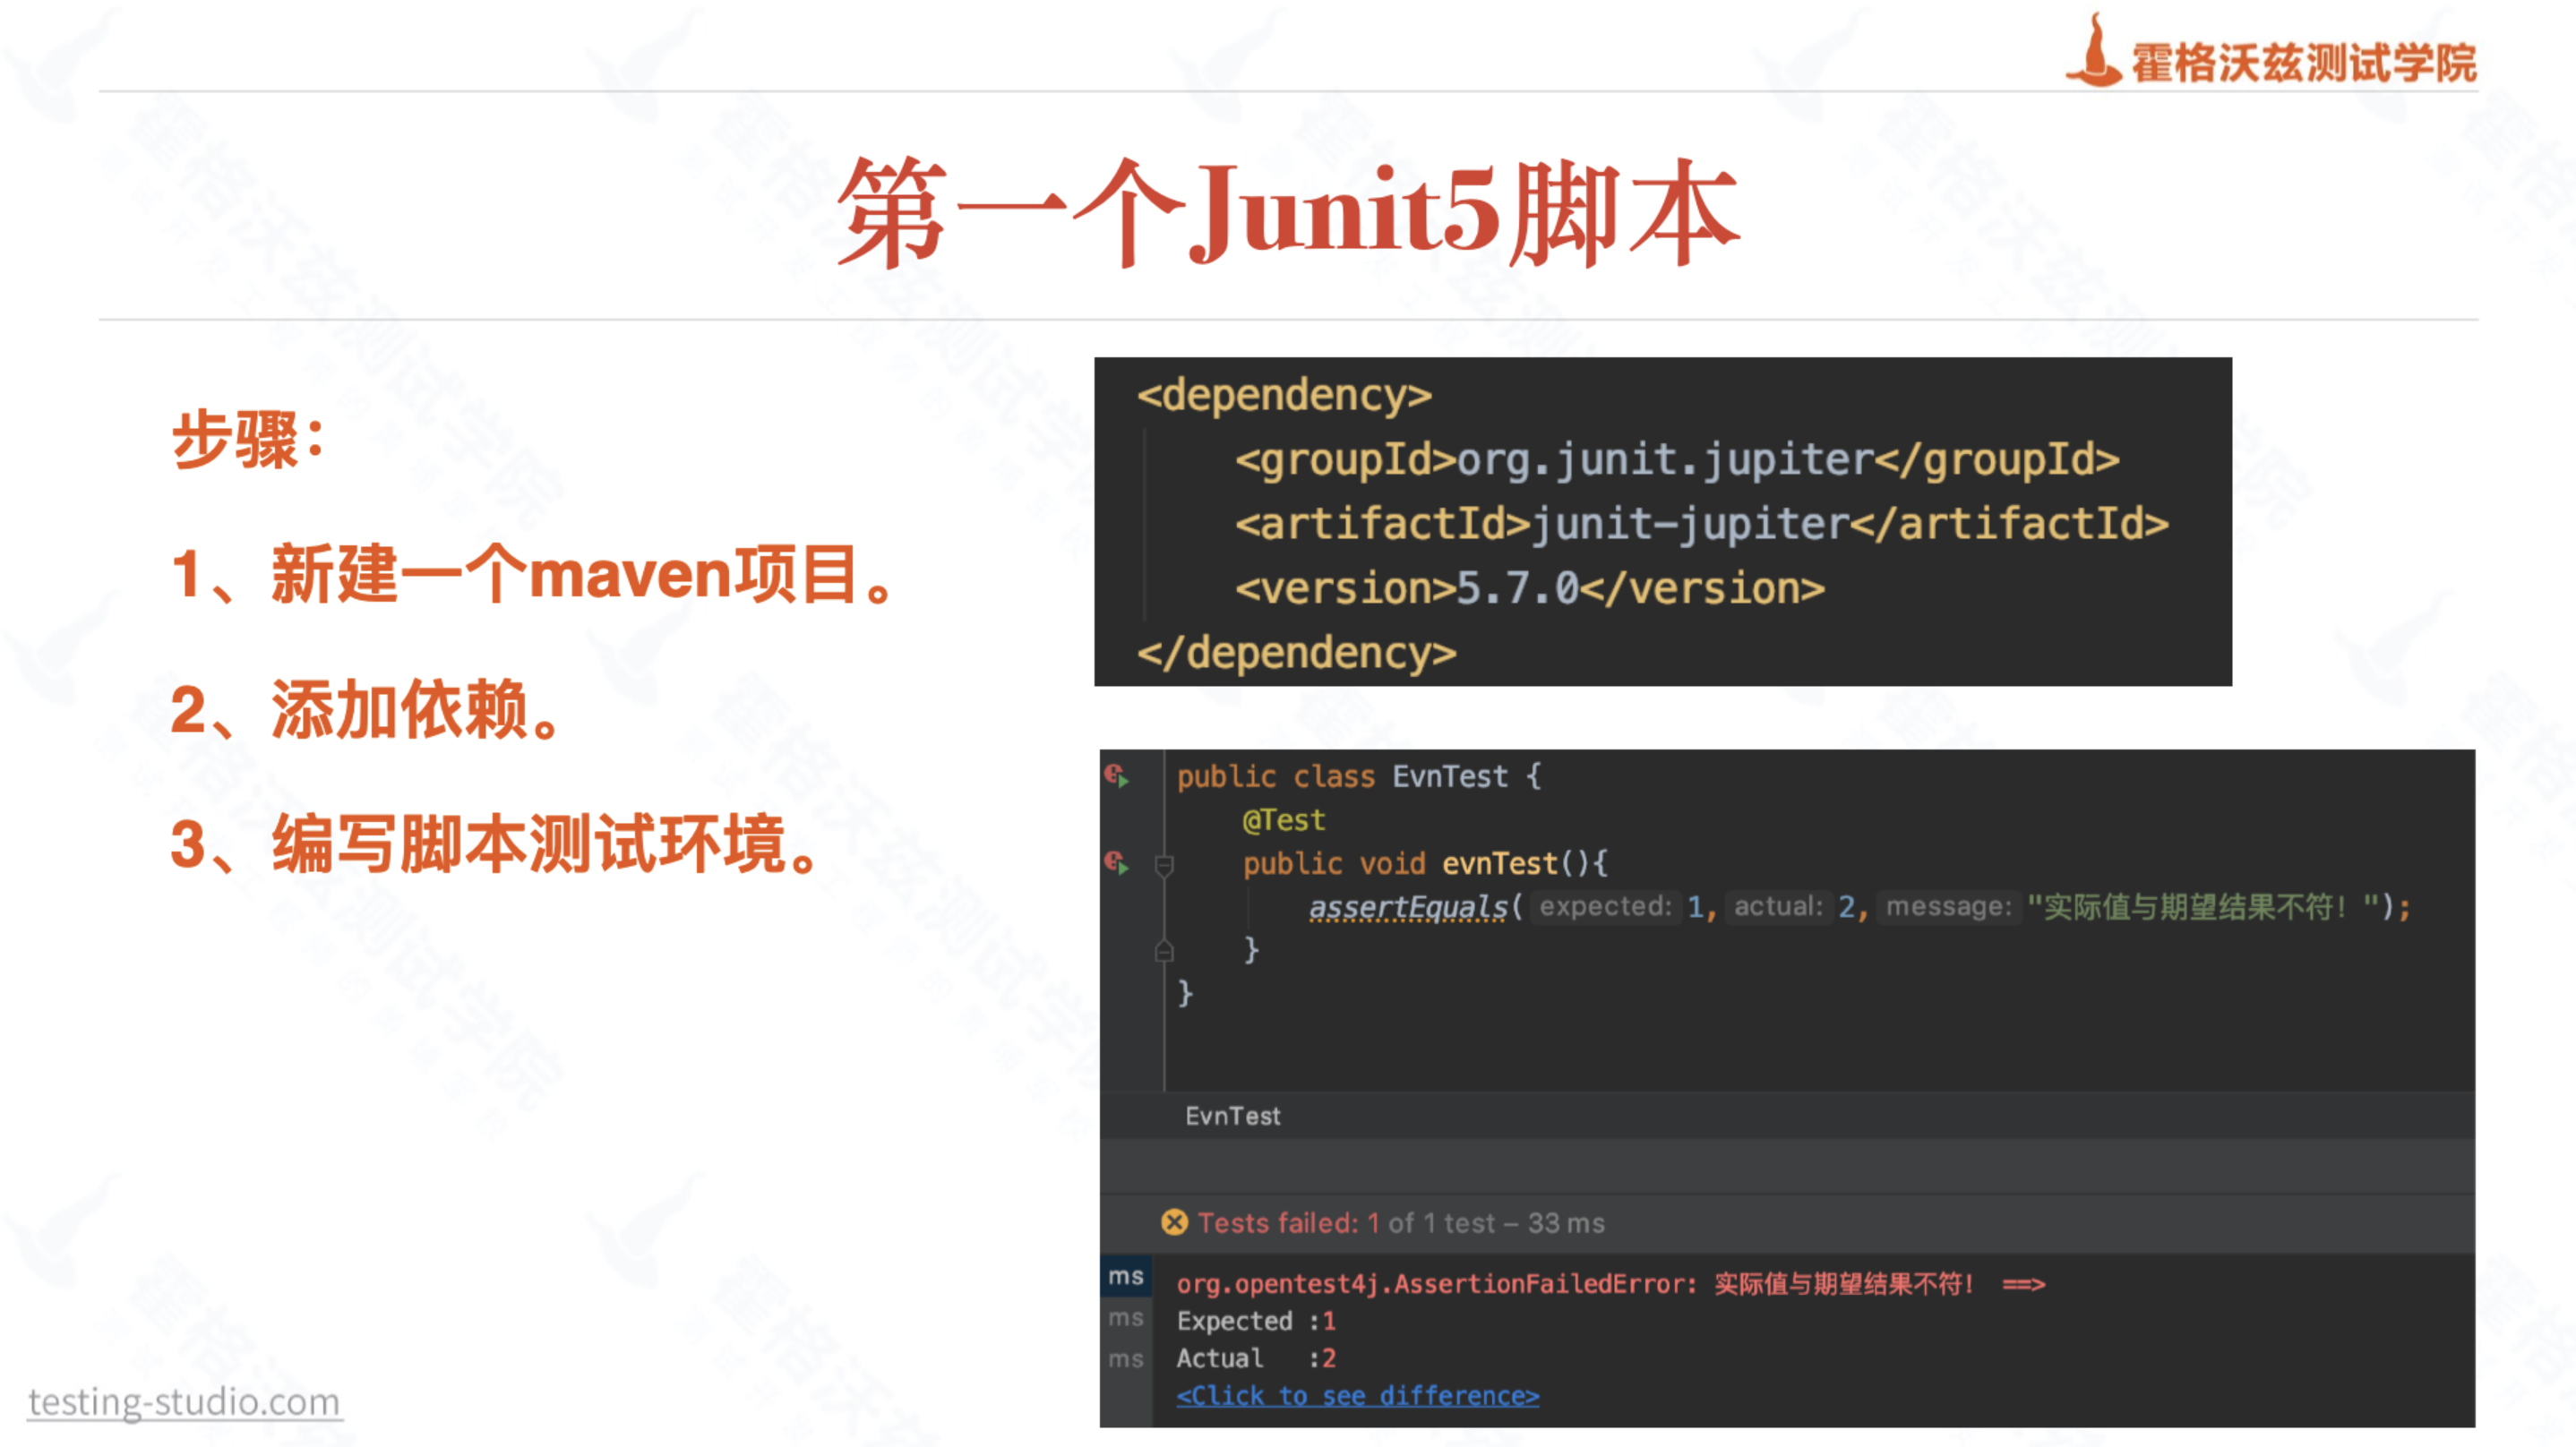 霍格沃兹测试学院
第一个Junit5脚本
步骤：
1、新建一个maven项目。
2、添加依赖。
3、编写脚本测试环境。
<dependency>
<groupId>org.junit.jupiter</groupId>
<artifactId>junit-jupiter</artifactId>
<version>5.7.0</version>
</dependency>
public class EvnTest {
@Test
public void evnTest(){
assertEquals( expected: 1, actual: 2, message: "实际值与期望结果不符！");
}
}
EvnTest
Tests failed: 1 of 1 test – 33 ms
ms
ms
ms
org.opentest4j.AssertionFailedError: 实际值与期望结果不符！ ==>
Expected :1
Actual   :2
<Click to see difference>
testing-studio.com